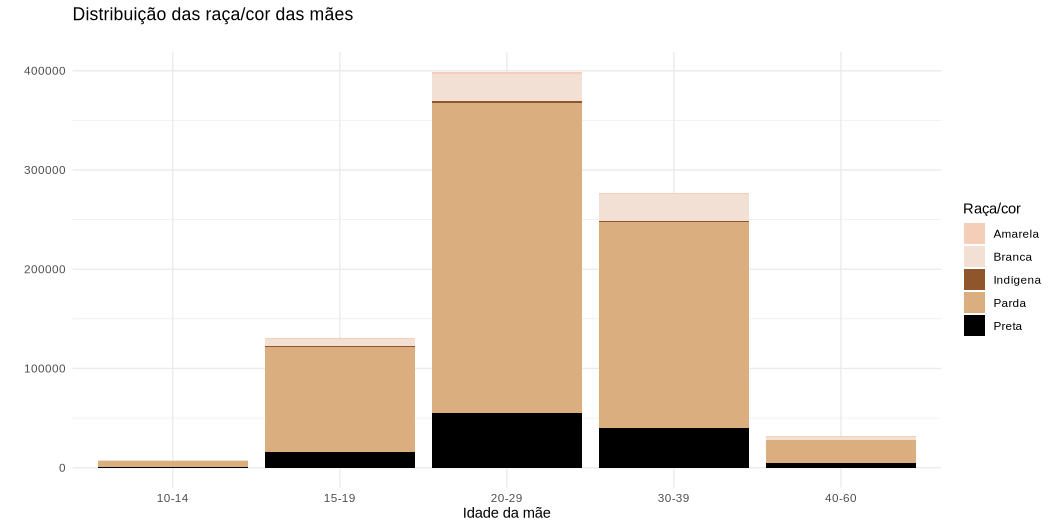 Distribuição das raça/cor das mães
400000
300000
200000
100000
0
10-14 15-19 20-29 30-39 40-60
Idade da mãe
Raça/cor
Amarela
Branca
Indígena
Parda
Preta